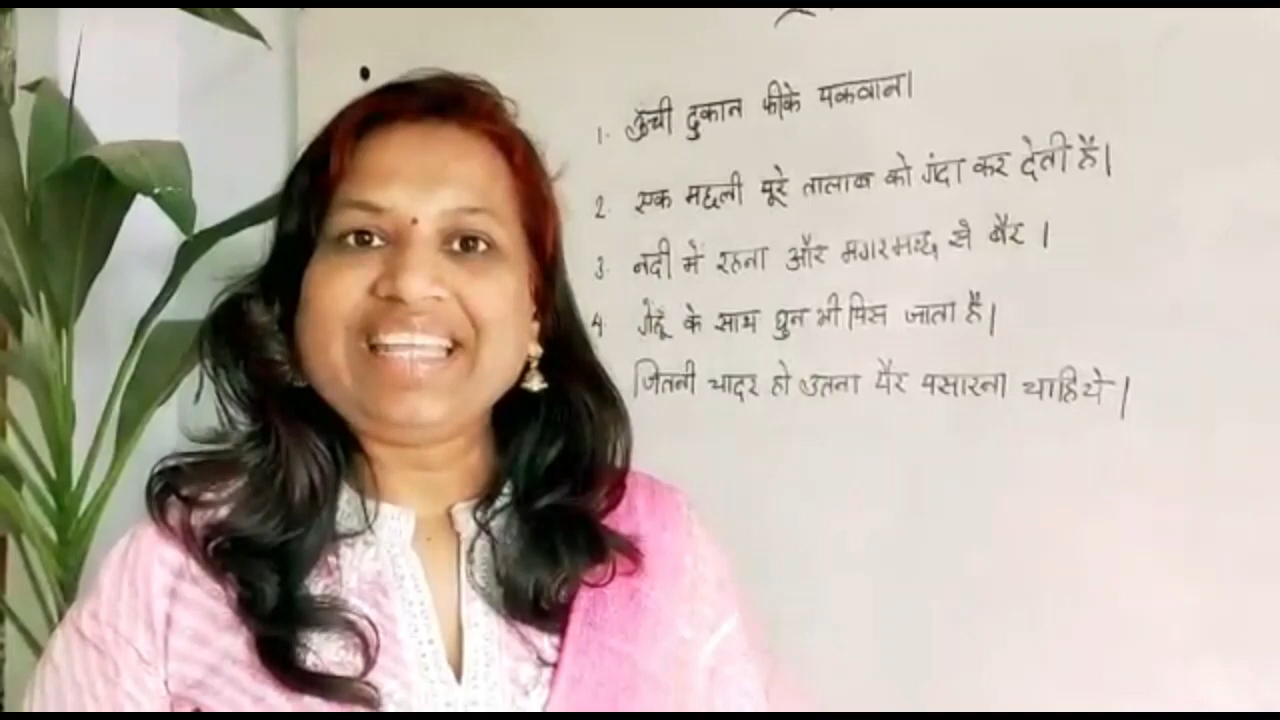 1. ऊंची दुकान फीके पकवान।
2. एक मछली पूरे तालाब को गंदा कर देती है।
3. नदी में रहना और मगरमच्छ से बैर ।
4 गेहूँ के साथ घुन भी पिस जाता है।
जितनी चादर हो उतना पैर पसारना चाहिये।